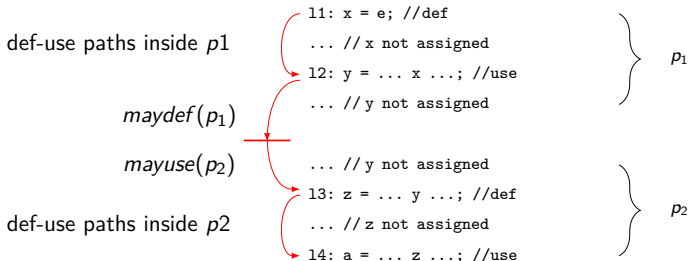 l1: x = e; //def
def-use paths inside p1
... // x not assigned
l2: y = ... x ...; //use
p₁
... // y not assigned
maydef(p₁)
mayuse(p₂)
... // y not assigned
l3: z = ... y ...; //def
p₂
def-use paths inside p2
... // z not assigned
l4: a = ... z ...; //use